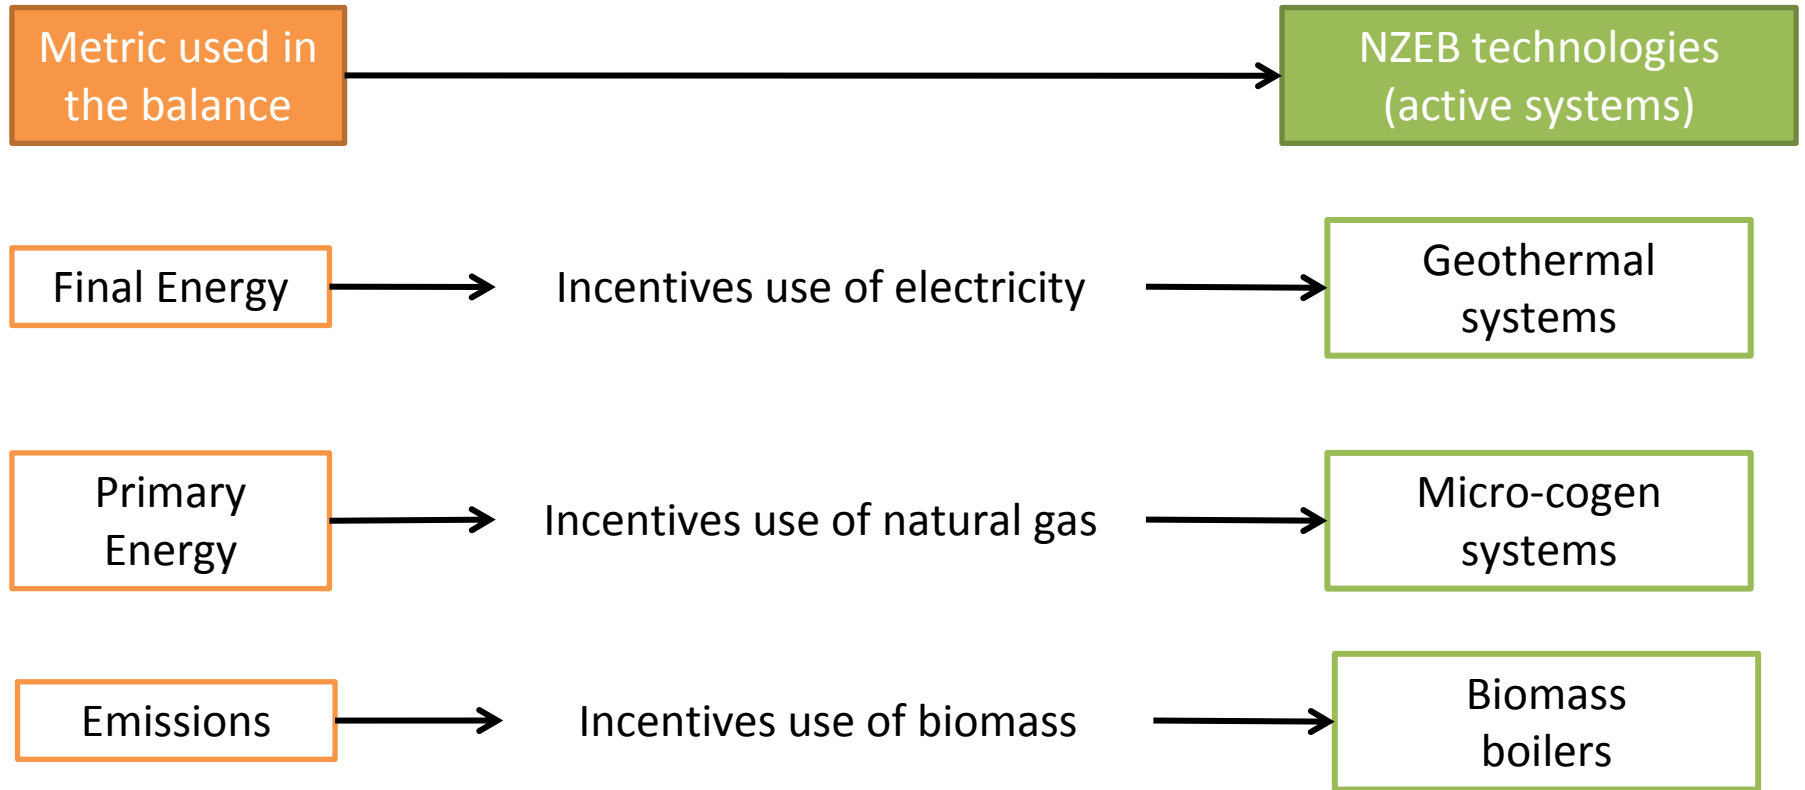 Metric used in
the balance
NZEB technologies
(active systems)
Final Energy
Incentives use of electricity
Geothermal
systems
Primary
Energy
Incentives use of natural gas
Micro-cogen
systems
Emissions
Incentives use of biomass
Biomass
boilers